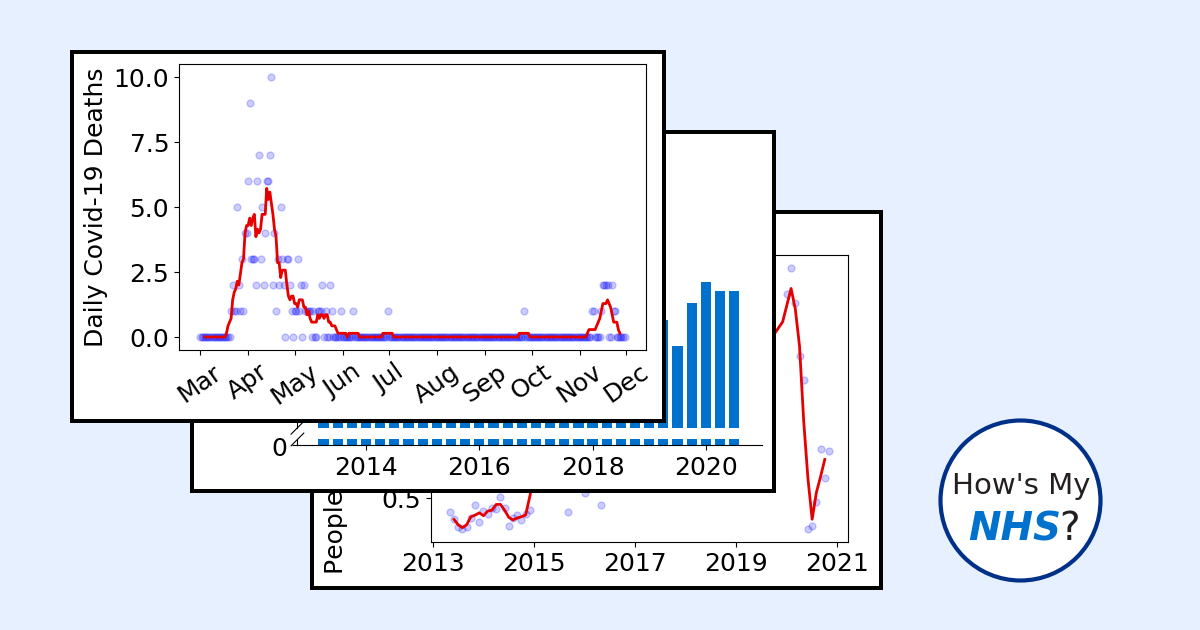 Daily Covid-19 Deaths
10.0
7.5
5.0
2.5
0.0
Mar Apr May Jun Jul Aug Sep Oct Nov Dec
0
2014 2016 2018 2020
People
0.5
2013 2015 2017 2019 2021
How's My
NHS?